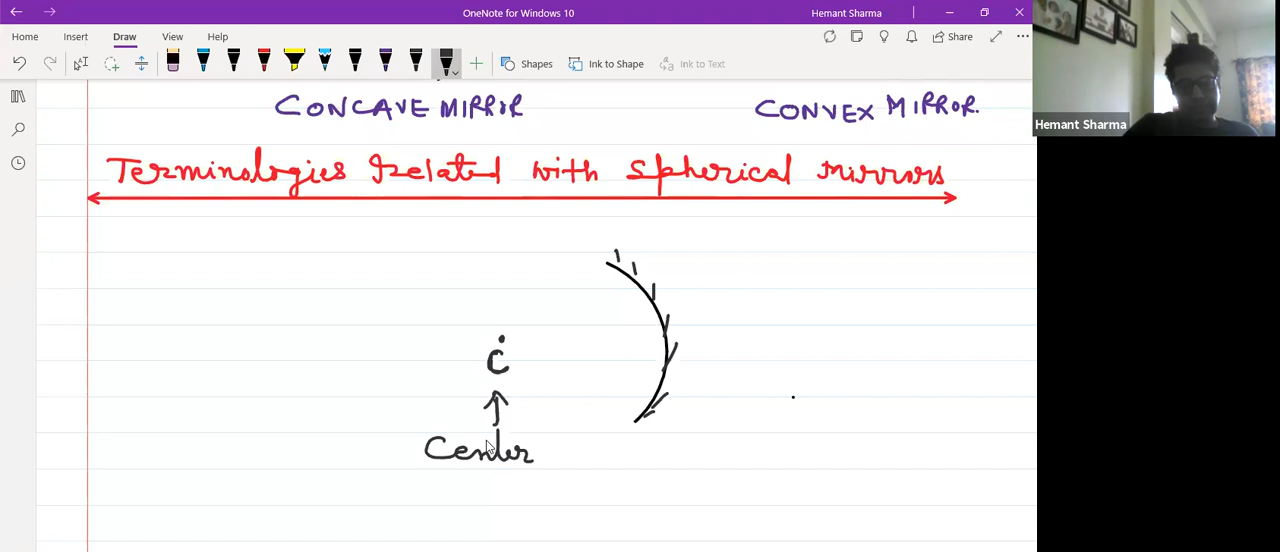 OneNote for Windows 10
Hemant Sharma
Home Insert Draw View Help
Share
Shapes Ink to Shape Ink to Text
CONCAVE MIRROR CONVEX MIRROR.
Hemant Sharma
Terminologies related with Spherical mirrors
C
Center